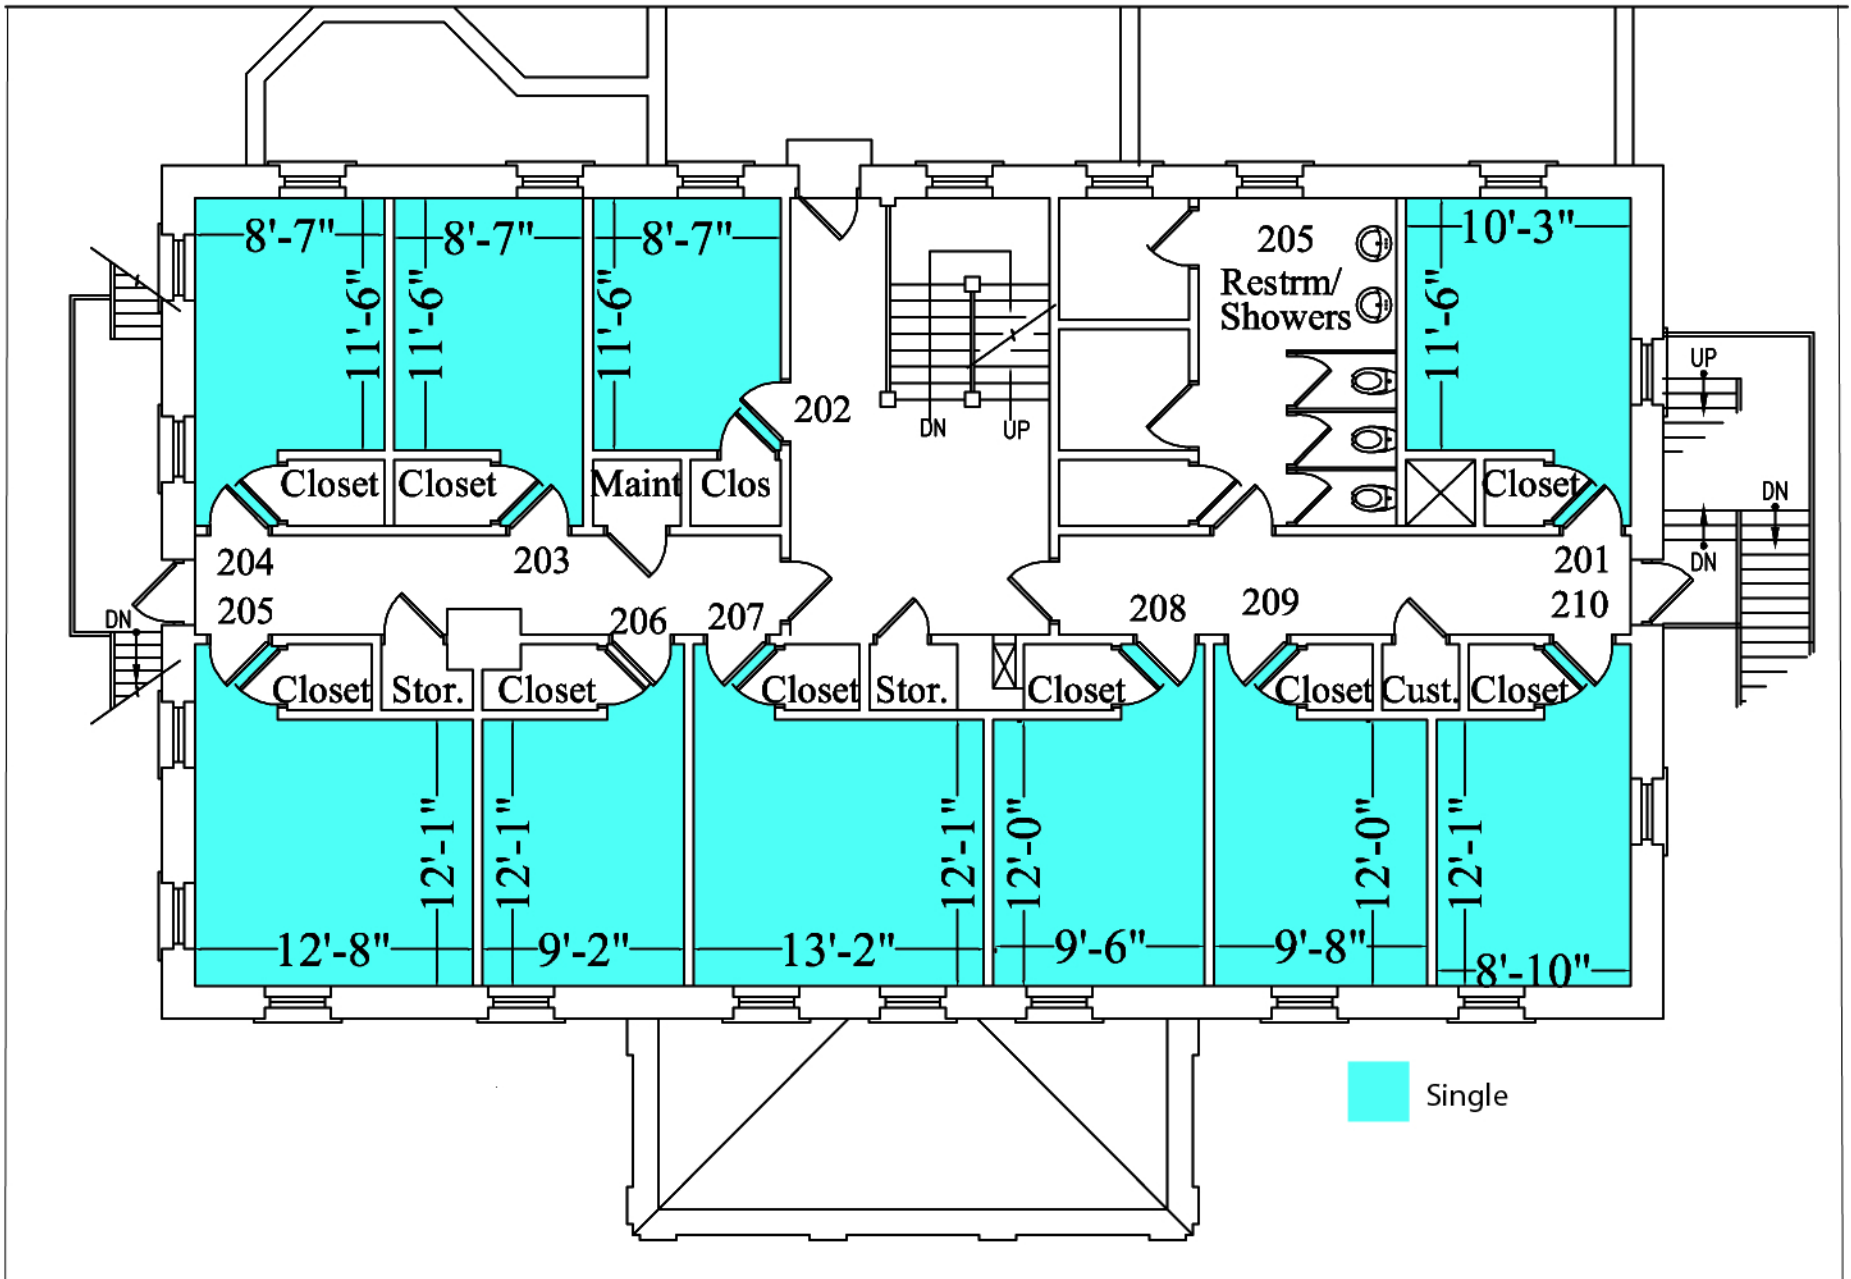 8'-7"
8'-7"
8'-7"
205
Restrm/
Showers
10'-3"
11'-6"
11'-6"
11'-6"
11'-6"
202
DN
UP
UP
Closet
Closet
Maint
Clos
Closet
DN
204
203
201
DN
205
206
207
208
209
210
DN
Closet
Stor.
Closet
Closet
Stor.
Closet
Closet
Cust.
Closet
12'-1"
12'-1"
12'-1"
12'-0"
12'-0"
12'-1"
12'-8"
9'-2"
13'-2"
9'-6"
9'-8"
8'-10"
Single